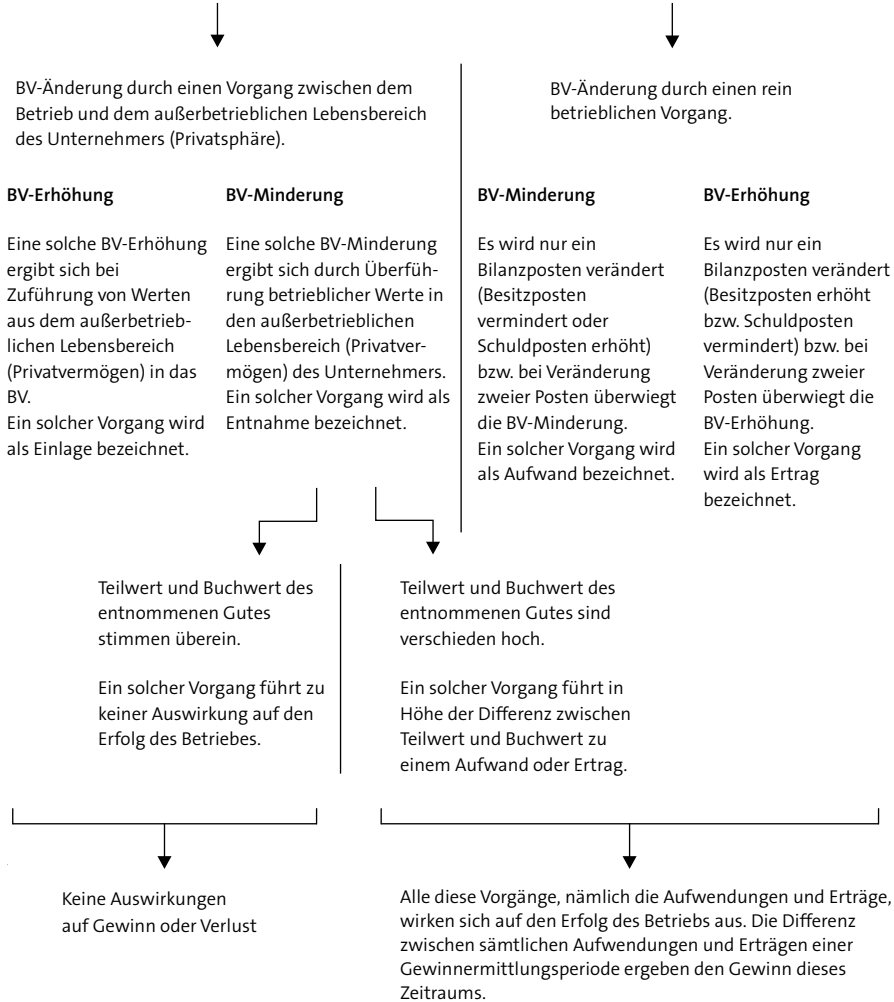 BV-Änderung durch einen Vorgang zwischen dem
Betrieb und dem außerbetrieblichen Lebensbereich
des Unternehmers (Privatsphäre).
BV-Erhöhung
Eine solche BV-Erhöhung
ergibt sich bei
Zuführung von Werten
aus dem außerbetrieb-
lichen Lebensbereich
(Privatvermögen) in das
BV.
Ein solcher Vorgang wird
als Einlage bezeichnet.
BV-Minderung
Eine solche BV-Minderung
ergibt sich durch Überfüh-
rung betrieblicher Werte in
den außerbetrieblichen
Lebensbereich (Privatver-
mögen) des Unternehmers.
Ein solcher Vorgang wird als
Entnahme bezeichnet.
BV-Änderung durch einen rein
betrieblichen Vorgang.
BV-Minderung
Es wird nur ein
Bilanzposten verändert
(Besitzposten
vermindert oder
Schuldposten erhöht)
bzw. bei Veränderung
zweier Posten überwiegt
die BV-Minderung.
Ein solcher Vorgang wird
als Aufwand bezeichnet.
BV-Erhöhung
Es wird nur ein
Bilanzposten verändert
(Besitzposten erhöht
bzw. Schuldposten
vermindert) bzw. bei
Veränderung zweier
Posten überwiegt die
BV-Erhöhung.
Ein solcher Vorgang
wird als Ertrag
bezeichnet.
Teilwert und Buchwert des
entnommenen Gutes
stimmen überein.
Ein solcher Vorgang führt zu
keiner Auswirkung auf den
Erfolg des Betriebes.
Teilwert und Buchwert des
entnommenen Gutes sind
verschieden hoch.
Ein solcher Vorgang führt in
Höhe der Differenz zwischen
Teilwert und Buchwert zu
einem Aufwand oder Ertrag.
Keine Auswirkungen
auf Gewinn oder Verlust
Alle diese Vorgänge, nämlich die Aufwendungen und Erträge,
wirken sich auf den Erfolg des Betriebs aus. Die Differenz
zwischen sämtlichen Aufwendungen und Erträgen einer
Gewinnermittlungsperiode ergeben den Gewinn dieses
Zeitraums.